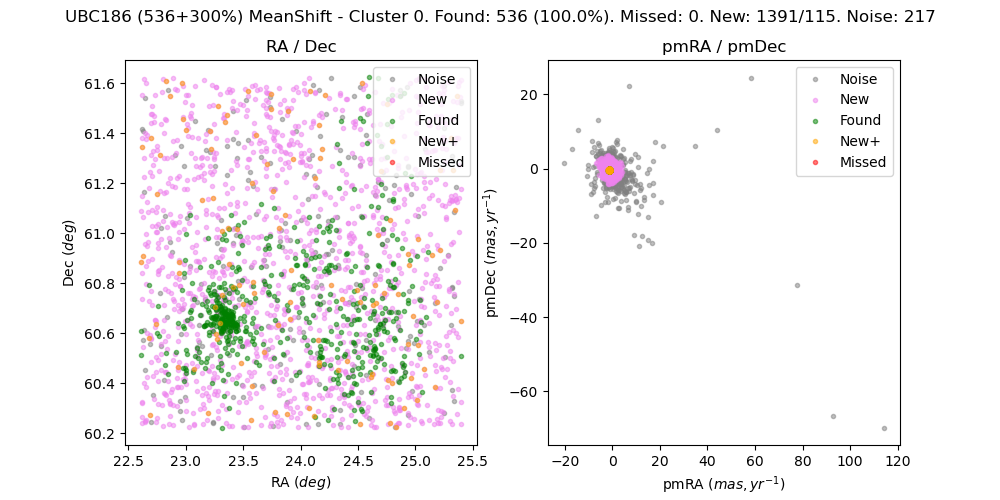 UBC186 (536+300%) MeanShift - Cluster 0. Found: 536 (100.0%). Missed: 0. New: 1391/115. Noise: 217
RA / Dec
61.6
61.4
61.2
61.0
60.8
60.6
60.4
60.2
Dec (deg)
22.5 23.0 23.5 24.0 24.5 25.0 25.5
RA (deg)
Noise
New
Found
New+
Missed
pmRA / pmDec
20
0
−20
−40
−60
pmDec (mas, yr⁻¹)
−20 0 20 40 60 80 100 120
pmRA (mas, yr⁻¹)
Noise
New
Found
New+
Missed